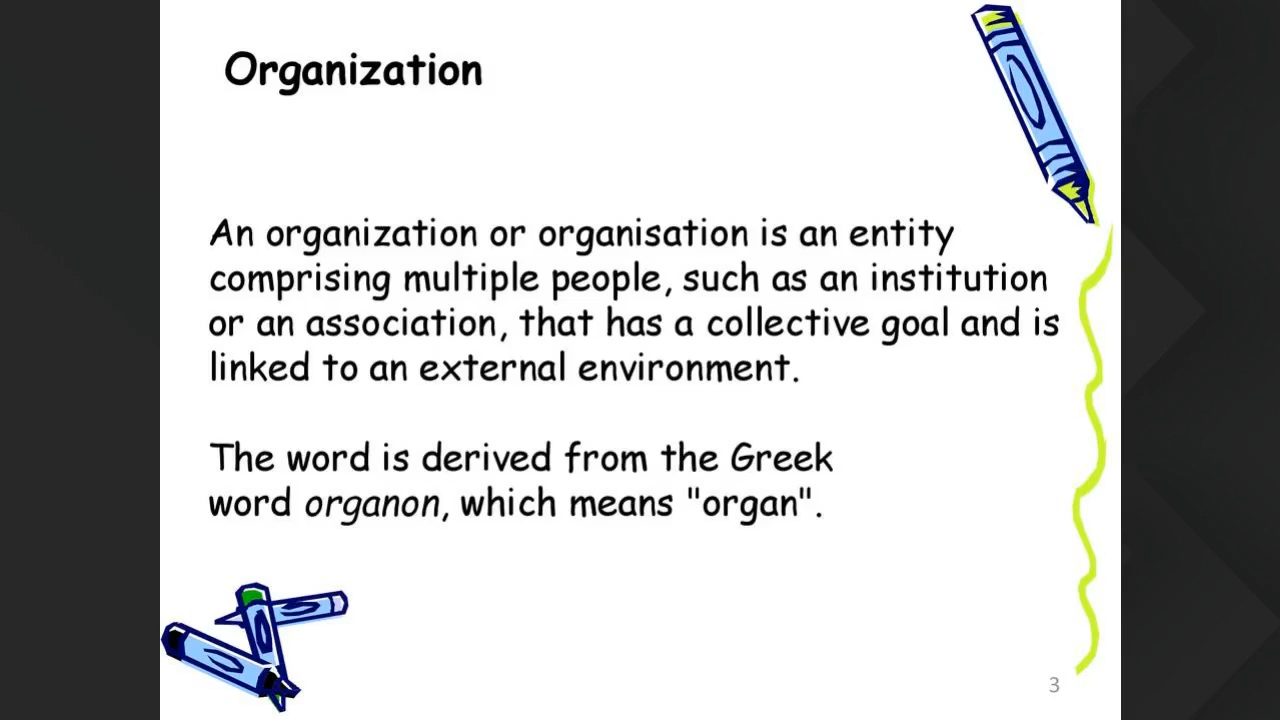 Organization
An organization or organisation is an entity
comprising multiple people, such as an institution
or an association, that has a collective goal and is
linked to an external environment.
The word is derived from the Greek
word organon, which means "organ".
3